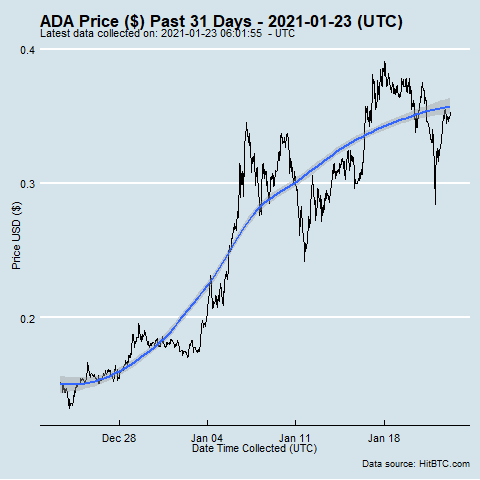 ADA Price ($) Past 31 Days - 2021-01-23 (UTC)
Latest data collected on: 2021-01-23 06:01:55 - UTC
0.4
0.3
0.2
Price USD ($)
Dec 28 Jan 04 Jan 11 Jan 18
Date Time Collected (UTC)
Data source: HitBTC.com